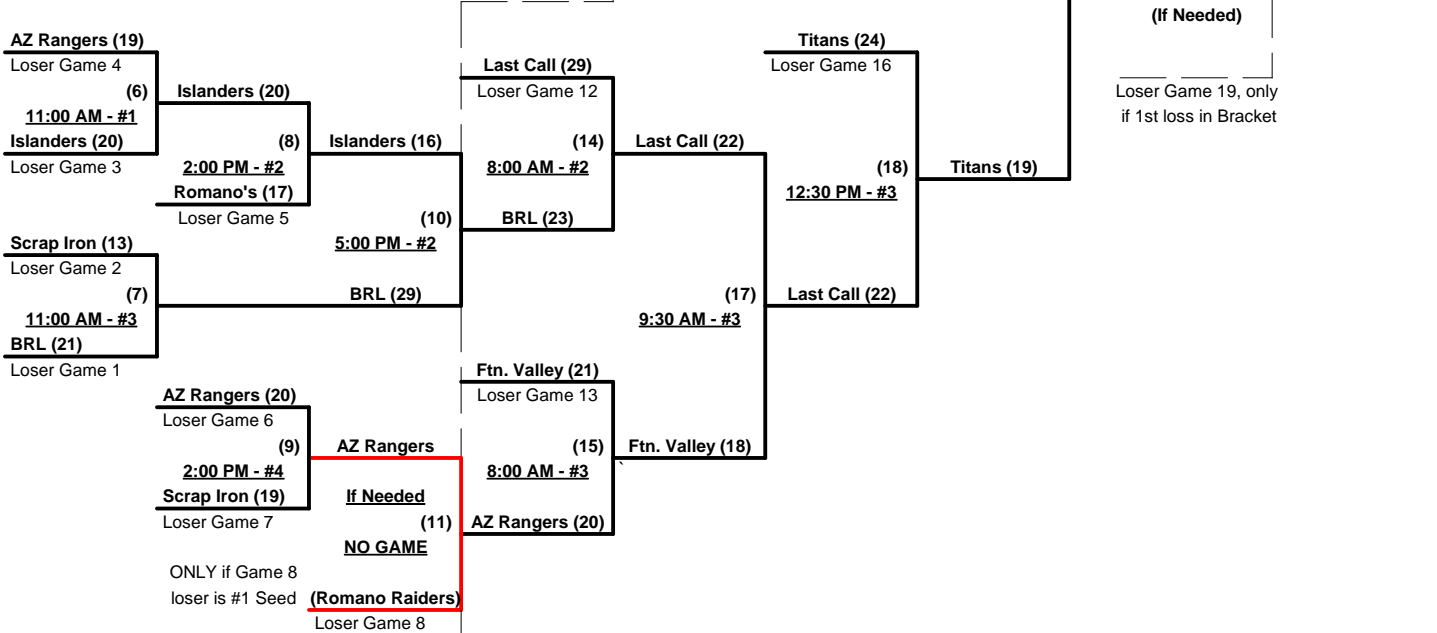 (If Needed)
AZ Rangers (19)
Titans (24)
Loser Game 4
Last Call (29)
Loser Game 16
(6)
Islanders (20)
Loser Game 12
Loser Game 19, only
11:00 AM - #1
if 1st loss in Bracket
Islanders (20)
(8)
Islanders (16)
(14)
Last Call (22)
Loser Game 3
2:00 PM - #2
8:00 AM - #2
(18)
Titans (19)
Romano's (17)
12:30 PM - #3
Loser Game 5
(10)
BRL (23)
Scrap Iron (13)
5:00 PM - #2
Loser Game 2
(7)
BRL (29)
(17)
Last Call (22)
11:00 AM - #3
9:30 AM - #3
BRL (21)
Loser Game 1
Ftn. Valley (21)
AZ Rangers (20)
Loser Game 13
Loser Game 6
(9)
AZ Rangers
(15)
Ftn. Valley (18)
2:00 PM - #4
8:00 AM - #3
`
Scrap Iron (19)
If Needed
Loser Game 7
(11)
AZ Rangers (20)
NO GAME
ONLY if Game 8
loser is #1 Seed
(Romano Raiders)
Loser Game 8